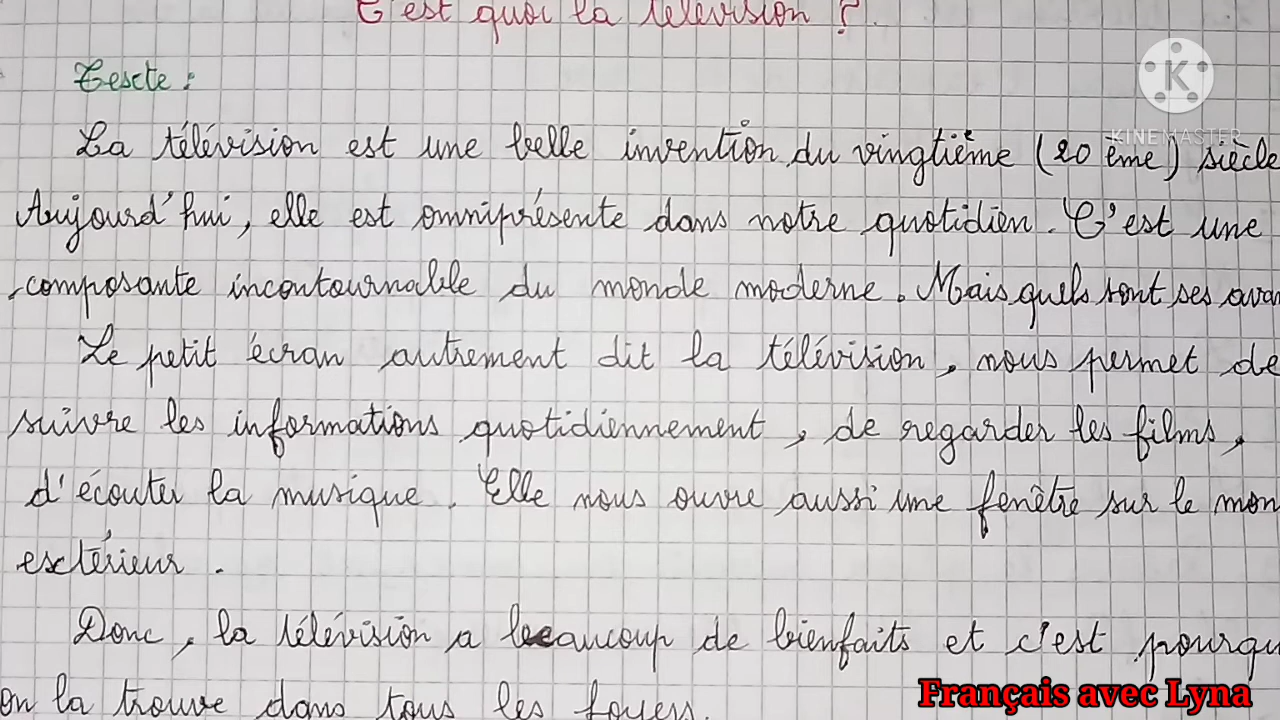 C'est quoi la télévision ?
Texte :
La télévision est une belle invention du vingtième (20 ème) siècle
Aujourd'hui, elle est omniprésente dans notre quotidien. C'est une
composante incontournable du monde moderne. Mais quels sont ses avan
Le petit écran autrement dit la télévision, nous permet de
suivre les informations quotidiennement, de regarder les films,
d'écouter la musique. Elle nous ouvre aussi une fenêtre sur le mon
extérieur.
Donc, la télévision a beaucoup de bienfaits et c'est pourqu
on la trouve dans tous les foyers.
K
KINEMASTER
Français avec Lyna